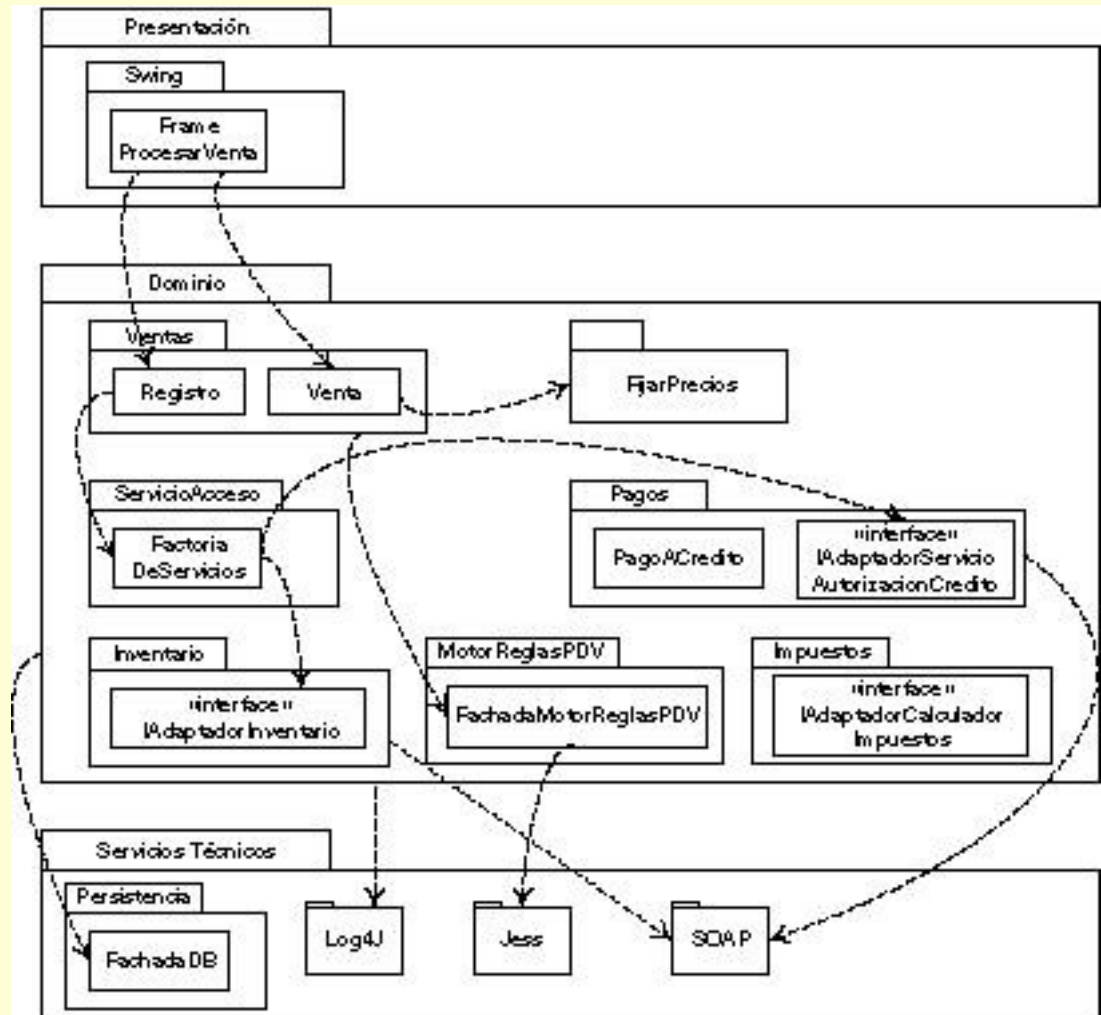 Presentación
Swing
Frame
ProcesarVenta
Dominio
Ventas
Registro
Venta
FijarPrecios
ServicioAcceso
Factoria
DeServicios
Pagos
PagoACredito
«interface»
IAdaptadorServicio
AutorizacionCredito
Inventario
«interface»
IAdaptadorInventario
MotorReglasPDV
FachadaMotorReglasPDV
Impuestos
«interface»
IAdaptadorCalculador
Impuestos
Servicios Técnicos
Persistencia
FachadaDB
Log4J
Jess
SOAP